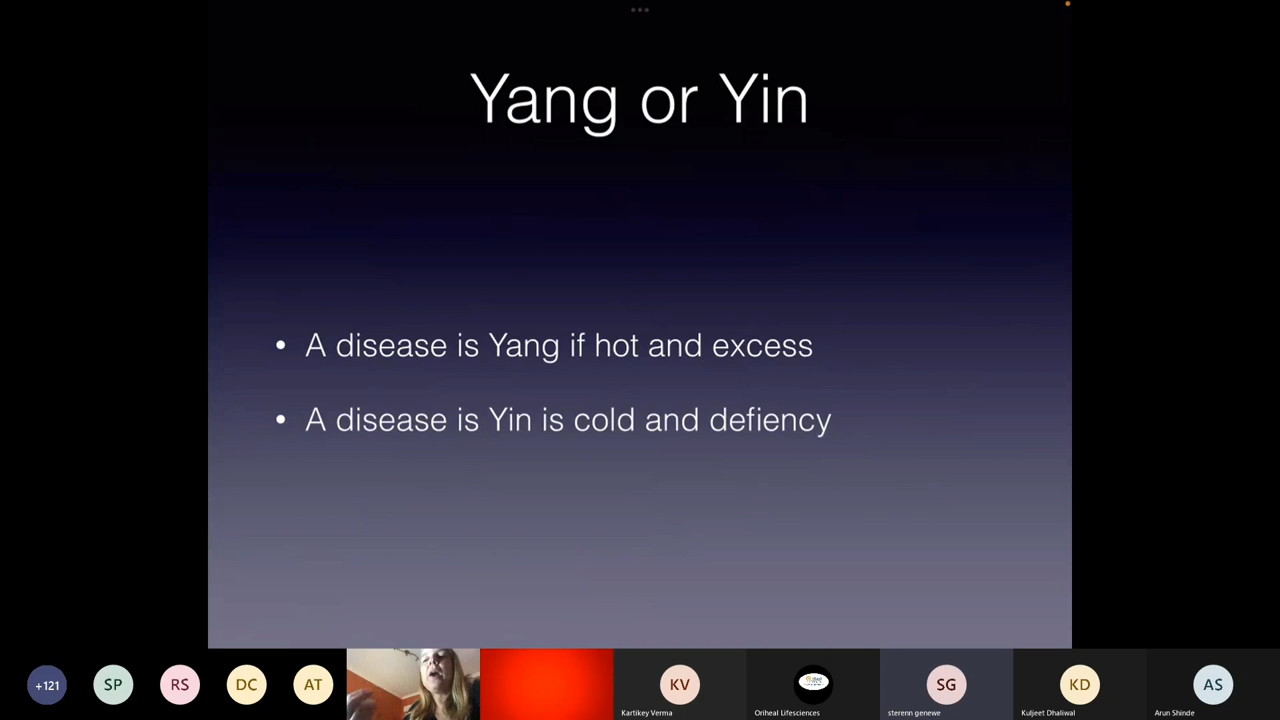 Yang or Yin
• A disease is Yang if hot and excess
• A disease is Yin is cold and defiency
+121
SP
RS
DC
AT
KV
SG
KD
AS
Kartikey Verma
Oriheal Lifesciences
sterenn genewe
Kuljeet Dhaliwal
Arun Shinde